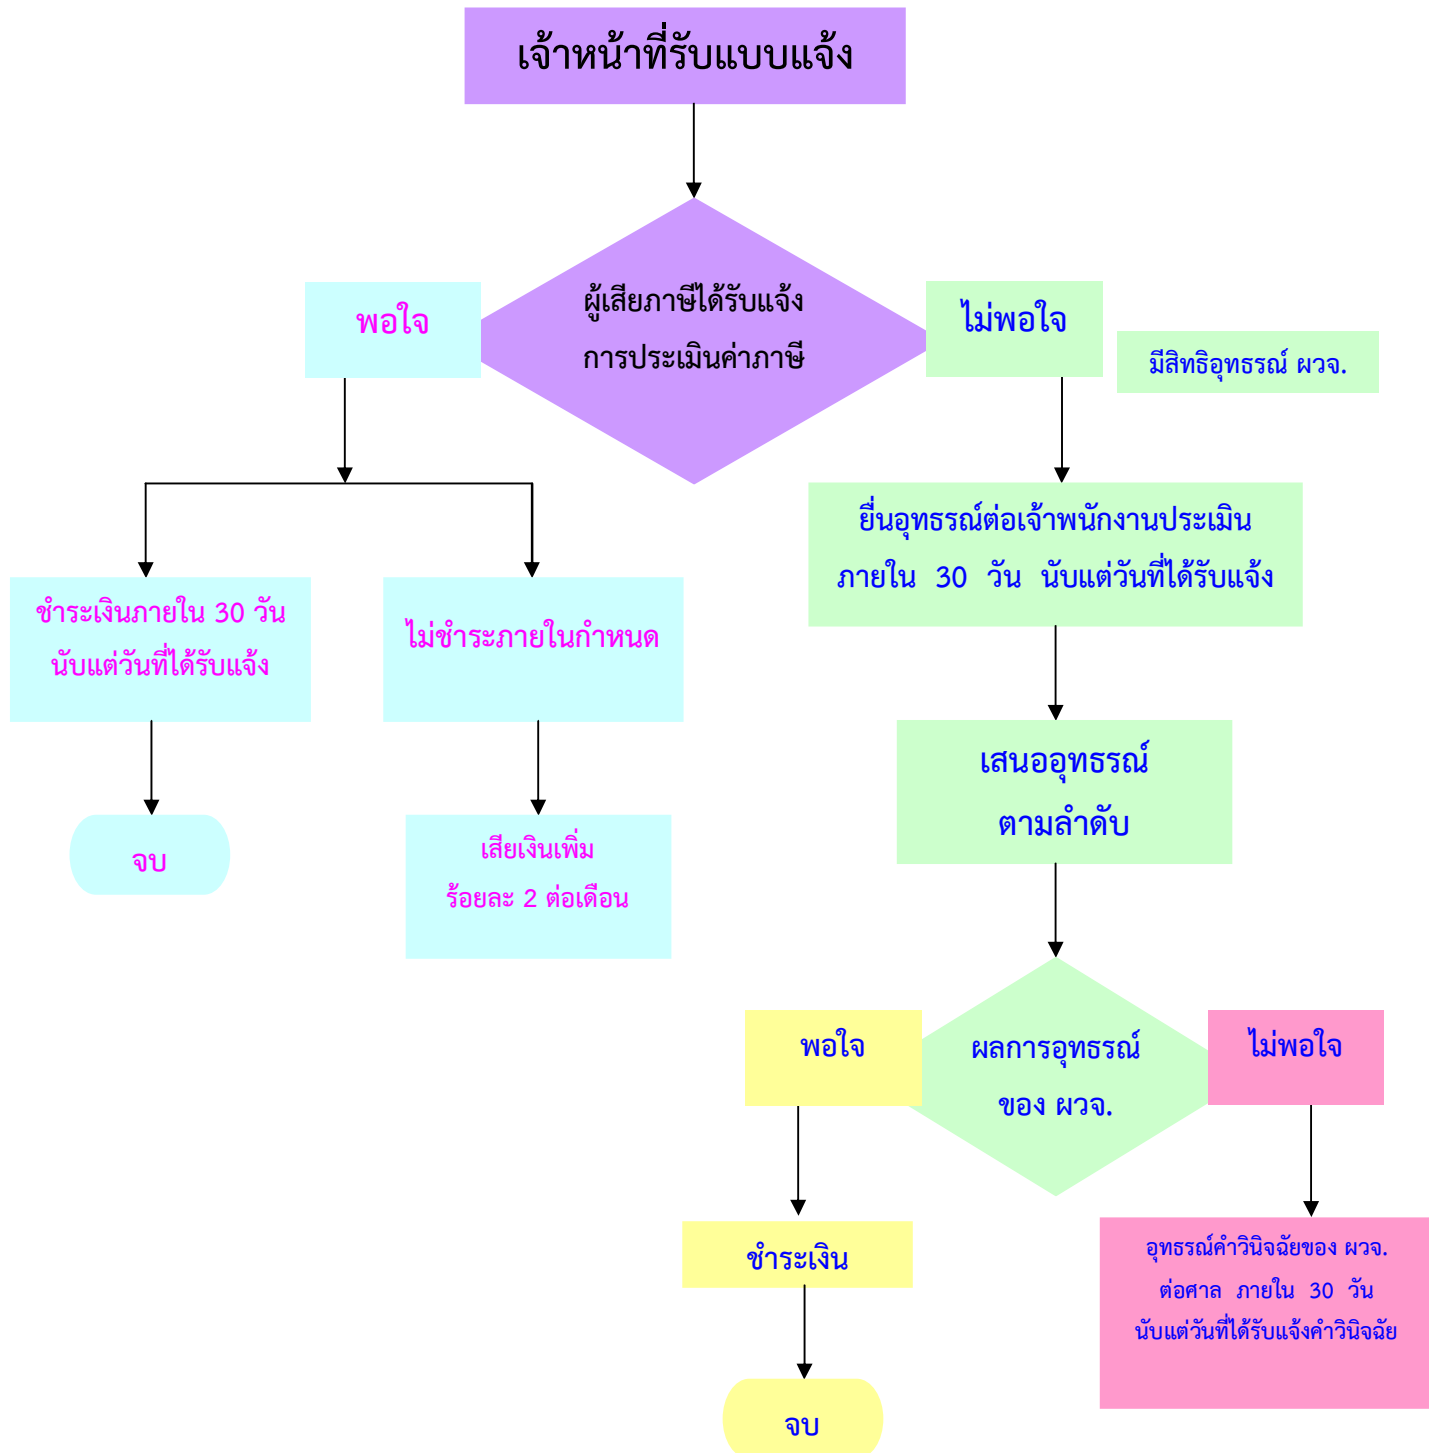 เจ้าหน้าที่รับแบบแจ้ง
ผู้เสียภาษีได้รับแจ้ง
การประเมินค่าภาษี
พอใจ
ไม่พอใจ
มีสิทธิอุทธรณ์ ผวจ.
ยื่นอุทธรณ์ต่อเจ้าพนักงานประเมิน
ภายใน 30 วัน นับแต่วันที่ได้รับแจ้ง
ชำระเงินภายใน 30 วัน
นับแต่วันที่ได้รับแจ้ง
ไม่ชำระภายในกำหนด
เสนออุทธรณ์
ตามลำดับ
จบ
เสียเงินเพิ่ม
ร้อยละ 2 ต่อเดือน
พอใจ
ผลการอุทธรณ์
ของ ผวจ.
ไม่พอใจ
ชำระเงิน
อุทธรณ์คำวินิจฉัยของ ผวจ.
ต่อศาล ภายใน 30 วัน
นับแต่วันที่ได้รับแจ้งคำวินิจฉัย
จบ